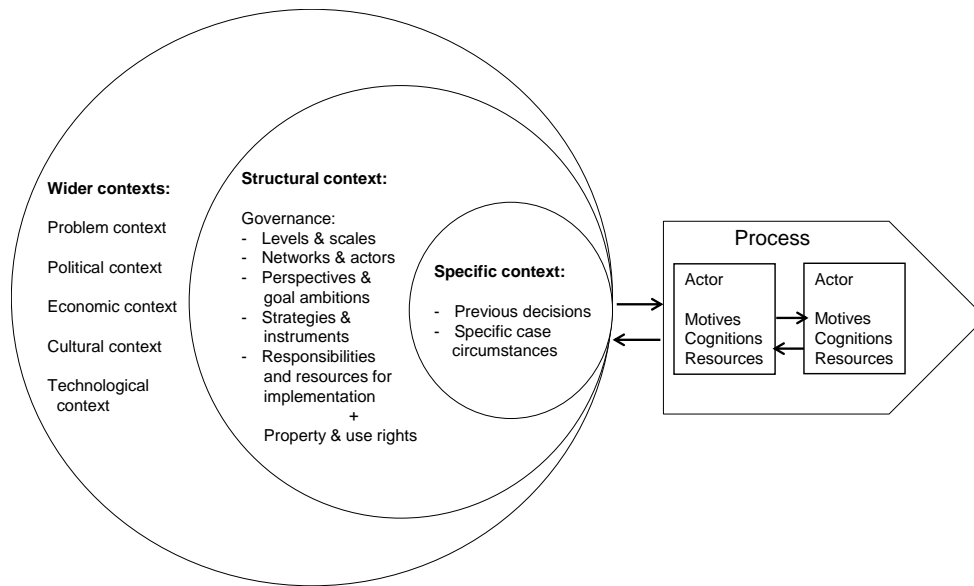 Wider contexts:
Problem context
Political context
Economic context
Cultural context
Technological
context
Structural context:
Governance:
- Levels & scales
- Networks & actors
- Perspectives &
goal ambitions
- Strategies &
instruments
- Responsibilities
and resources for
implementation
+
Property & use rights
Specific context:
- Previous decisions
- Specific case
circumstances
Process
Actor
Motives
Cognitions
Resources
Actor
Motives
Cognitions
Resources